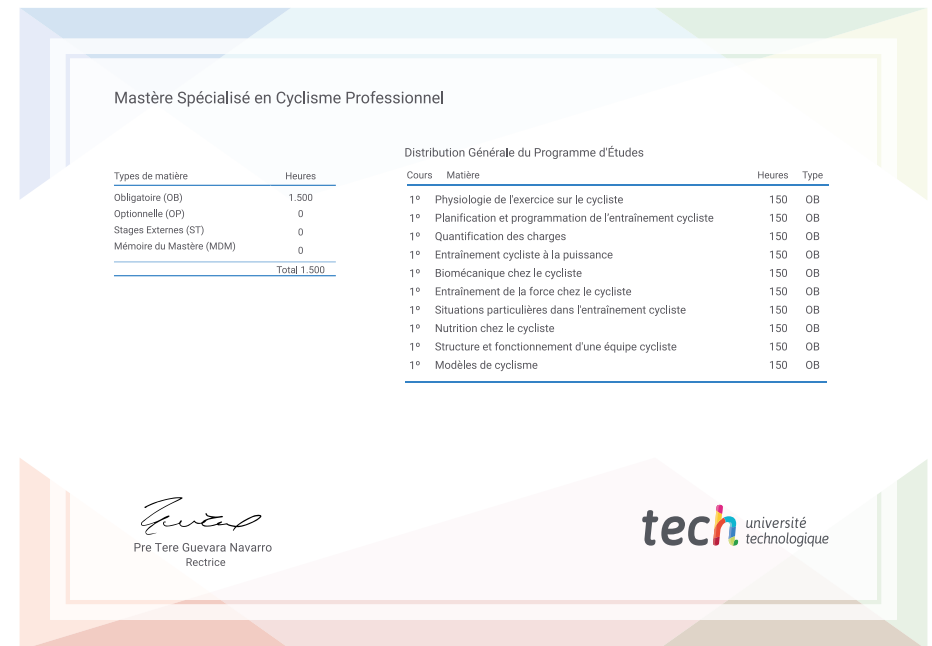 Mastère Spécialisé en Cyclisme Professionnel
Types de matière Heures
Obligatoire (OB) 1.500
Optionnelle (OP) 0
Stages Externes (ST) 0
Mémoire du Mastère (MDM) 0
Total 1.500
Distribution Générale du Programme d'Études
Cours Matière Heures Type
1º Physiologie de l'exercice sur le cycliste 150 OB
1º Planification et programmation de l'entraînement cycliste 150 OB
1º Quantification des charges 150 OB
1º Entraînement cycliste à la puissance 150 OB
1º Biomécanique chez le cycliste 150 OB
1º Entraînement de la force chez le cycliste 150 OB
1º Situations particulières dans l'entraînement cycliste 150 OB
1º Nutrition chez le cycliste 150 OB
1º Structure et fonctionnement d'une équipe cycliste 150 OB
1º Modèles de cyclisme 150 OB
Pre Tere Guevara Navarro
Rectrice
tech université
technologique